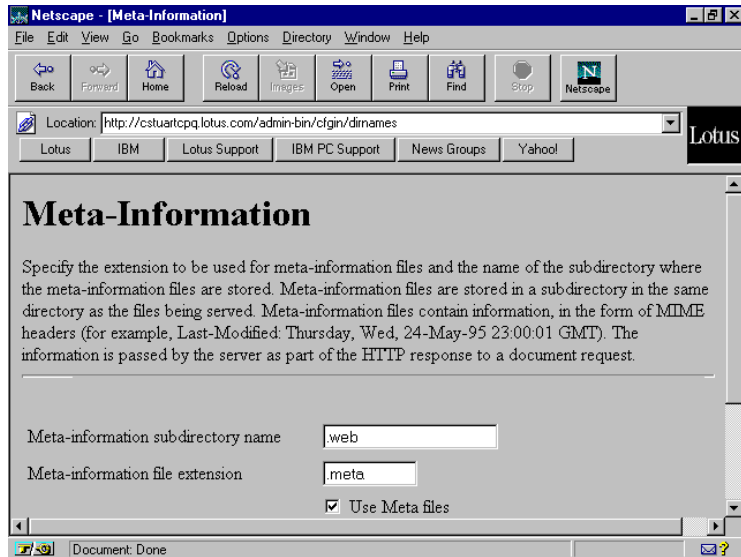 Netscape - [Meta-Information]
File Edit View Go Bookmarks Options Directory Window Help
Back Forward Home Reload Images Open Print Find Stop Netscape
N
Location: http://cstuartcpq.lotus.com/admin-bin/cfgin/dirnames
Lotus
Lotus IBM Lotus Support IBM PC Support News Groups Yahoo!
Meta-Information
Specify the extension to be used for meta-information files and the name of the subdirectory where
the meta-information files are stored. Meta-information files are stored in a subdirectory in the same
directory as the files being served. Meta-information files contain information, in the form of MIME
headers (for example, Last-Modified: Thursday, Wed, 24-May-95 23:00:01 GMT). The
information is passed by the server as part of the HTTP response to a document request.
Meta-information subdirectory name .web
Meta-information file extension .meta
Use Meta files
Document: Done